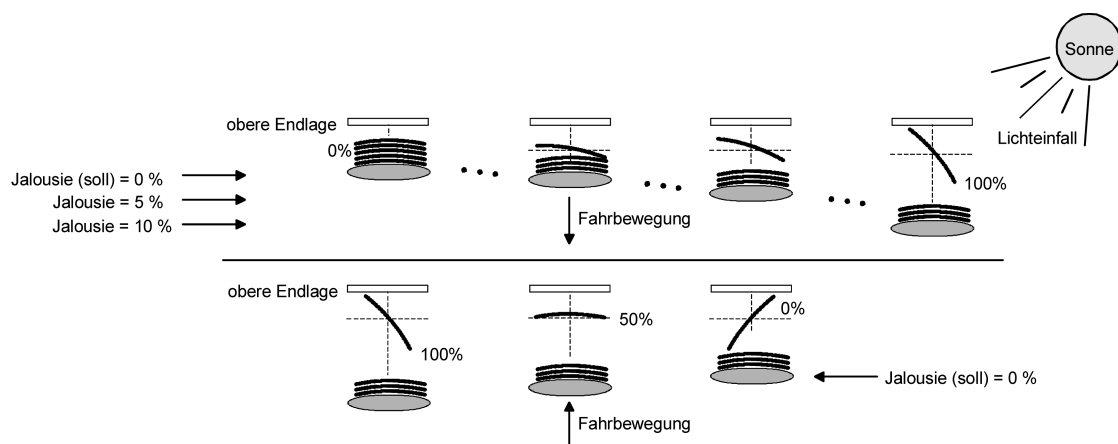 Sonne
Lichteinfall
obere Endlage
0%
100%
Jalousie (soll) = 0 %
Jalousie = 5 %
Jalousie = 10 %
Fahrbewegung
obere Endlage
100%
50%
0%
Jalousie (soll) = 0 %
Fahrbewegung